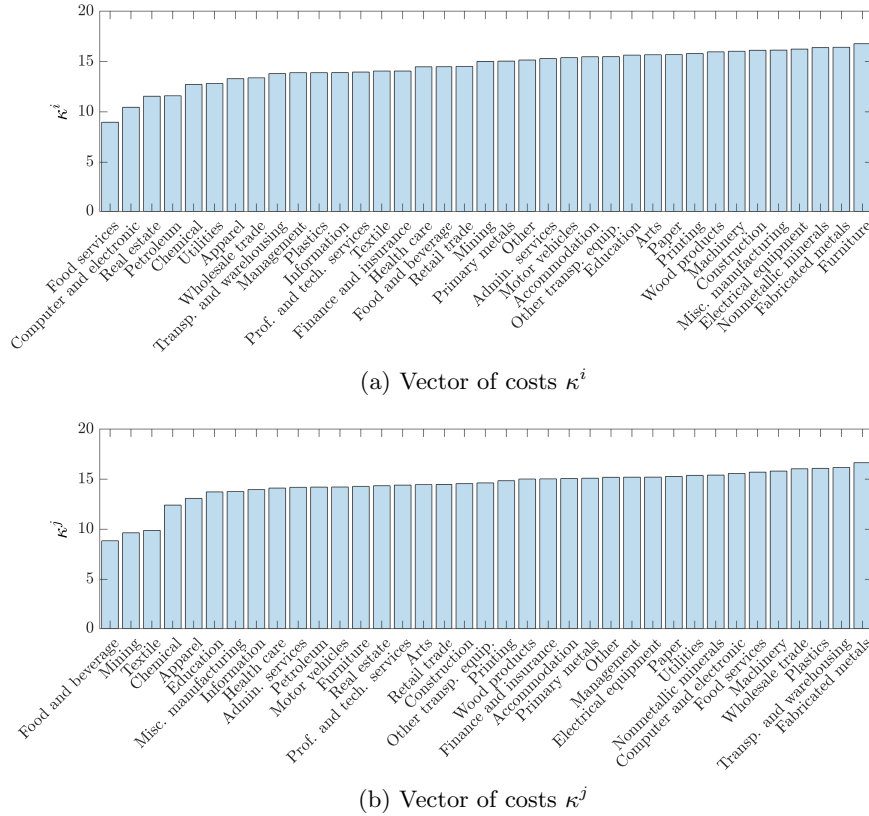 20
15
10
5
0
κ^i
Food services
Computer and electronic
Real estate
Petroleum
Chemical
Utilities
Apparel
Wholesale trade
Transp. and warehousing
Management
Plastics
Information
Prof. and tech. services
Textile
Finance and insurance
Health care
Food and beverage
Retail trade
Mining
Primary metals
Other
Admin. services
Motor vehicles
Accommodation
Other transp. equip.
Education
Arts
Paper
Printing
Wood products
Machinery
Construction
Misc. manufacturing
Electrical equipment
Nonmetallic minerals
Fabricated metals
Furniture
(a) Vector of costs κ^i
20
15
10
5
0
κ^j
Food and beverage
Mining
Textile
Chemical
Apparel
Education
Misc. manufacturing
Information
Health care
Admin. services
Petroleum
Motor vehicles
Furniture
Real estate
Prof. and tech. services
Arts
Retail trade
Construction
Other transp. equip.
Printing
Wood products
Finance and insurance
Accommodation
Primary metals
Other
Management
Electrical equipment
Paper
Utilities
Nonmetallic minerals
Computer and electronic
Food services
Machinery
Wholesale trade
Plastics
Transp. and warehousing
Fabricated metals
(b) Vector of costs κ^j